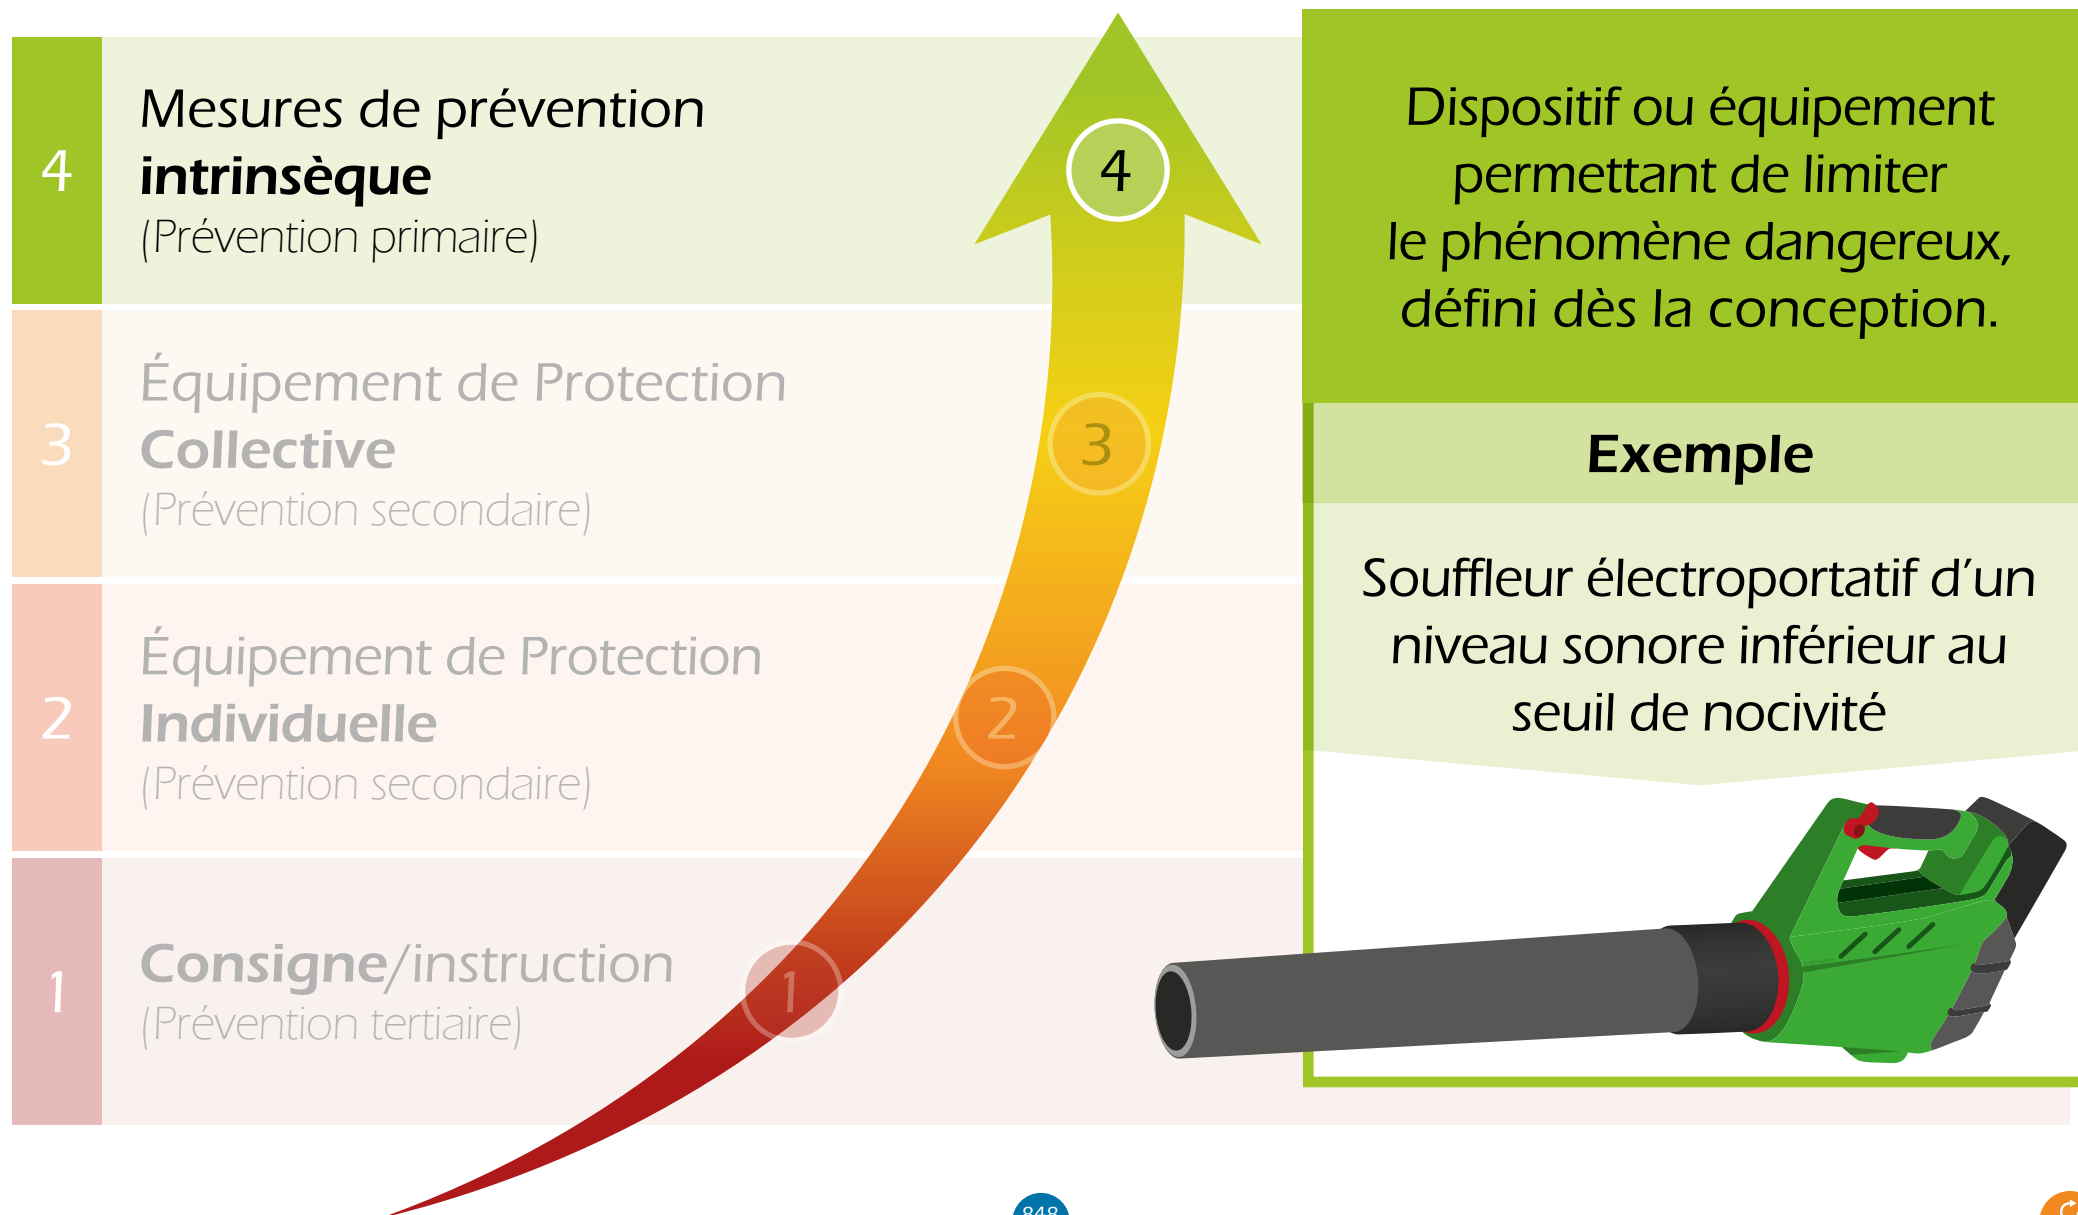 4
Mesures de prévention
intrinsèque
(Prévention primaire)
3
Équipement de Protection
Collective
(Prévention secondaire)
2
Équipement de Protection
Individuelle
(Prévention secondaire)
1
Consigne/instruction
(Prévention tertiaire)
4
3
2
1
Dispositif ou équipement
permettant de limiter
le phénomène dangereux,
défini dès la conception.
Exemple
Souffleur électroportatif d’un
niveau sonore inférieur au
seuil de nocivité
848